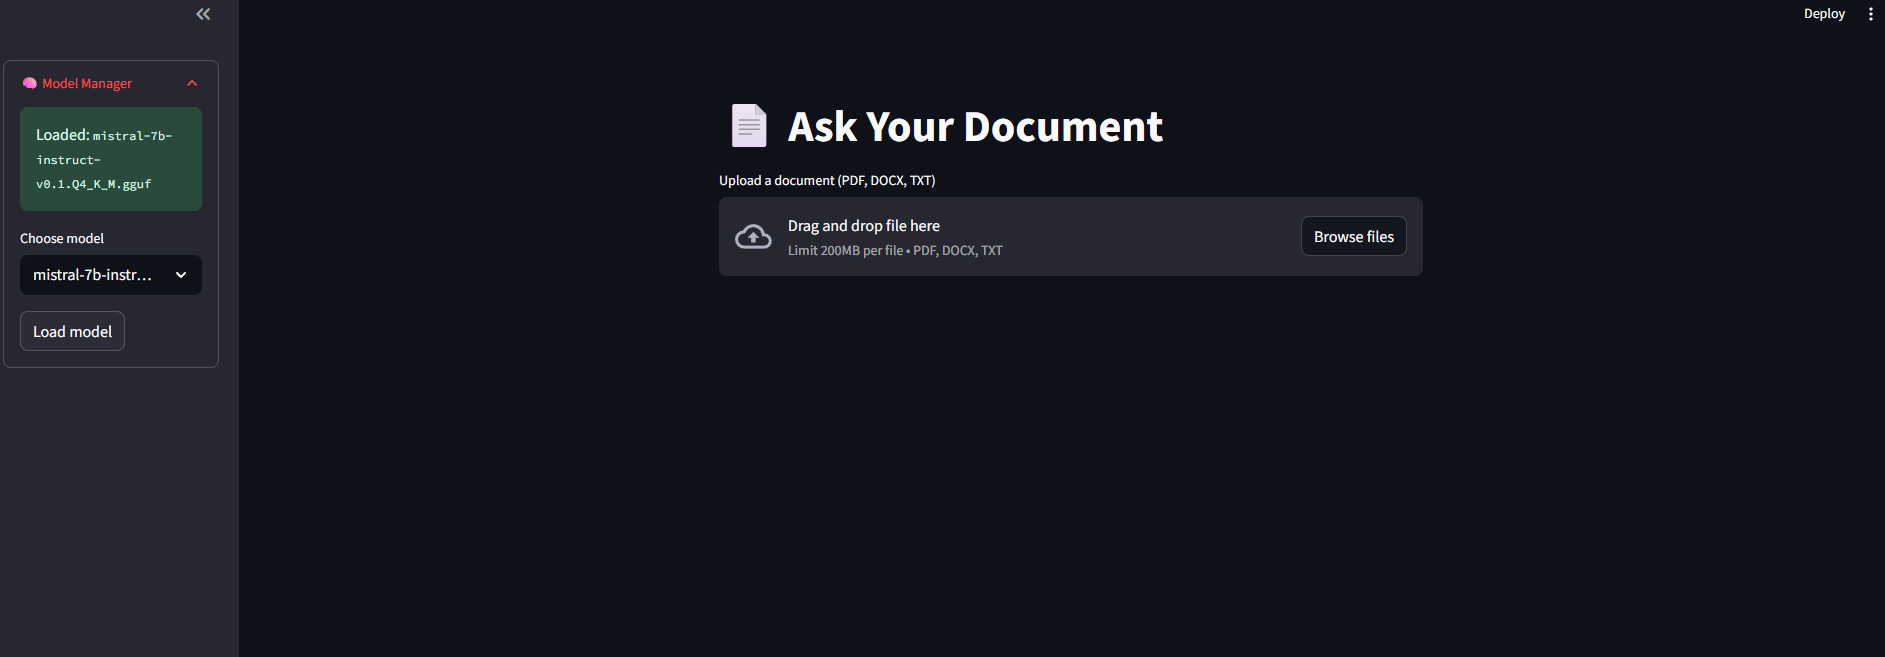 Deploy
Model Manager
Loaded: mistral-7b-
instruct-
v0.1.Q4_K_M.gguf
Choose model
mistral-7b-instr...
Load model
Ask Your Document
Upload a document (PDF, DOCX, TXT)
Drag and drop file here
Limit 200MB per file • PDF, DOCX, TXT
Browse files